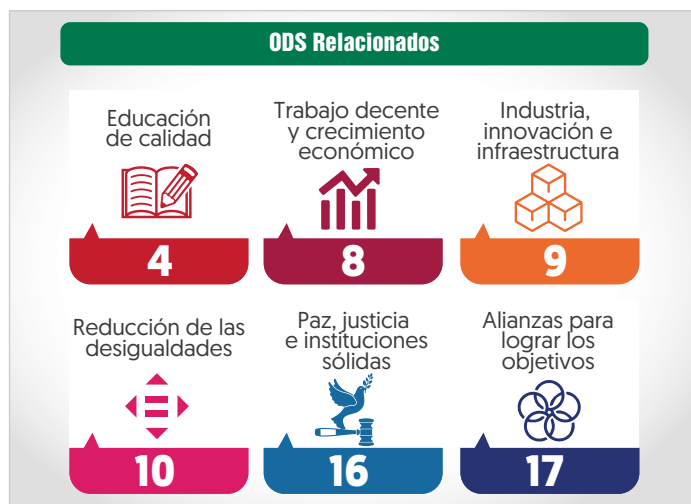 ODS Relacionados
Educación
de calidad
4
Trabajo decente
y crecimiento
económico
8
Industria,
innovación e
infraestructura
9
Reducción de las
desigualdades
10
Paz, justicia
e instituciones
sólidas
16
Alianzas para
lograr los
objetivos
17